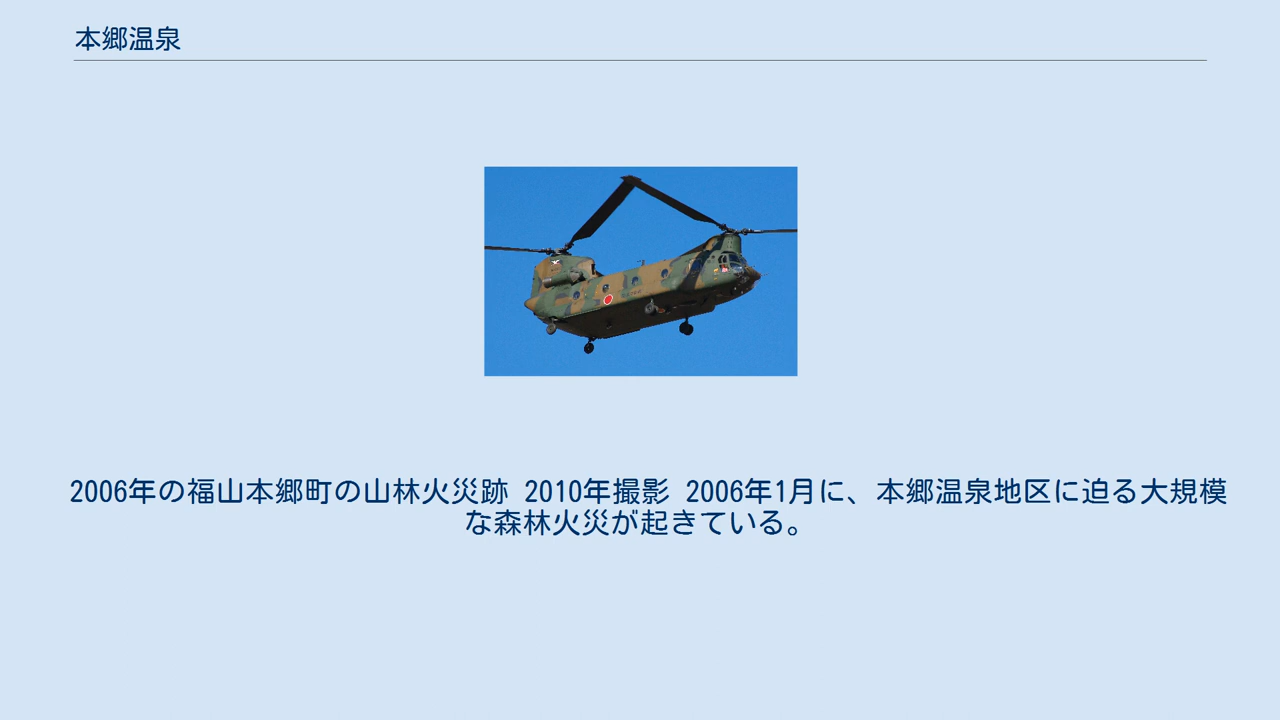 本郷温泉
2006年の福山本郷町の山林火災跡 2010年撮影 2006年1月に、本郷温泉地区に迫る大規模
な森林火災が起きている。